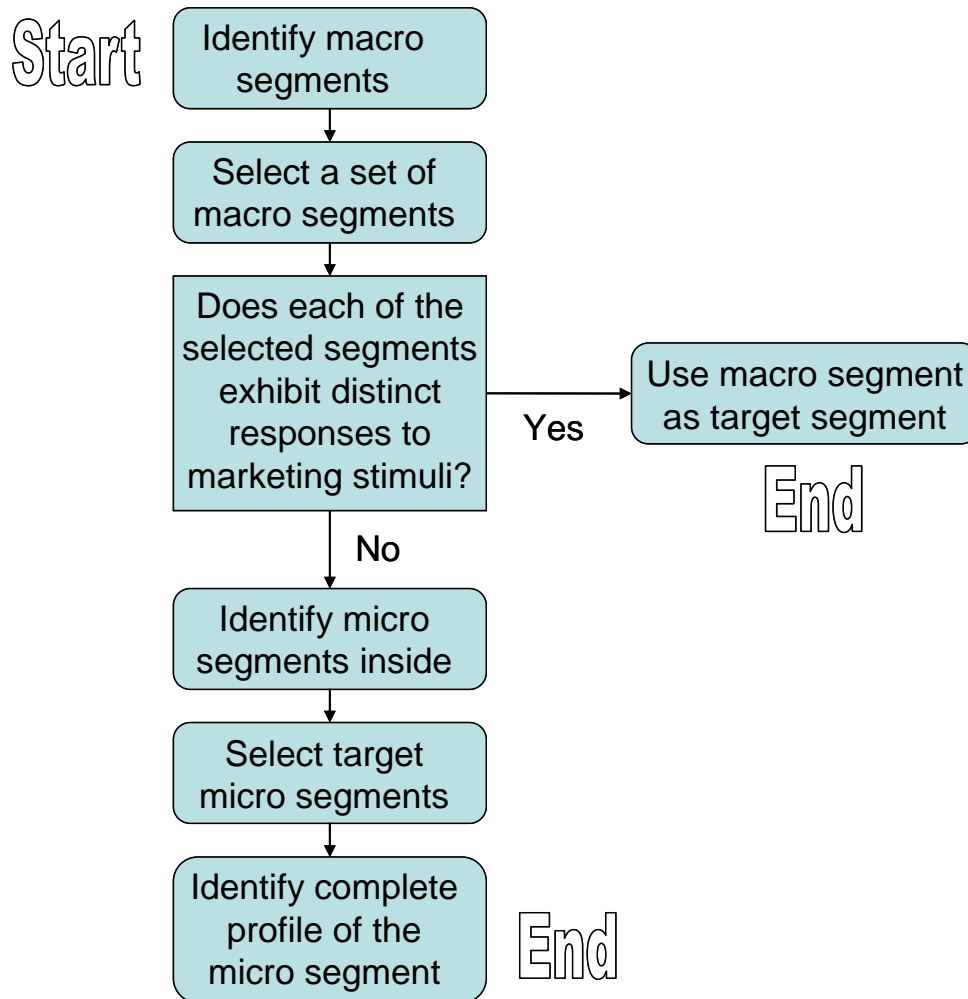 Start
Identify macro
segments
Select a set of
macro segments
Does each of the
selected segments
exhibit distinct
responses to
marketing stimuli?
Yes
Use macro segment
as target segment
End
No
Identify micro
segments inside
Select target
micro segments
Identify complete
profile of the
micro segment
End